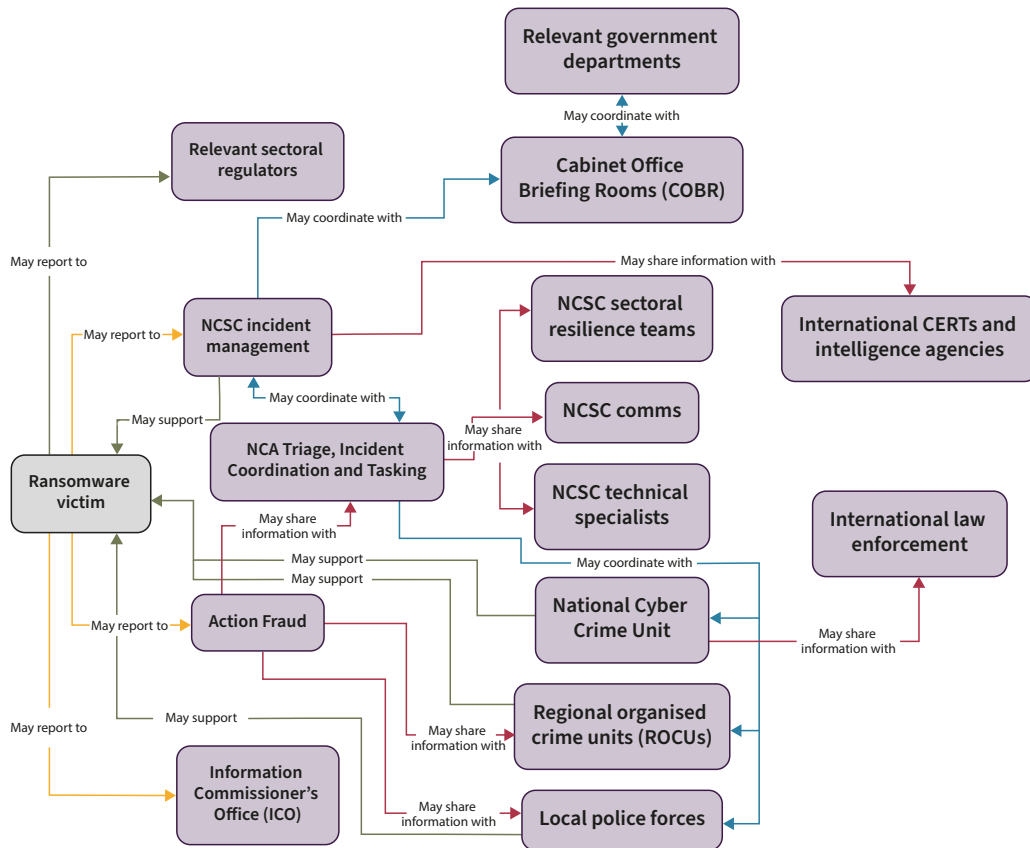 Relevant government
departments
May coordinate with
Relevant sectoral
regulators
Cabinet Office
Briefing Rooms (COBR)
May coordinate with
May report to
May share information with
NCSC sectoral
resilience teams
NCSC incident
management
International CERTs and
intelligence agencies
May report to
May coordinate with
NCSC comms
May support
May share
information with
NCA Triage, Incident
Coordination and Tasking
Ransomware
victim
NCSC technical
specialists
International law
enforcement
May share
information with
May support
May coordinate with
May support
National Cyber
Crime Unit
Action Fraud
May report to
May share
information with
May support
May report to
Regional organised
crime units (ROCUs)
May share
information with
Information
Commissioner's
Office (ICO)
May share
information with
Local police forces